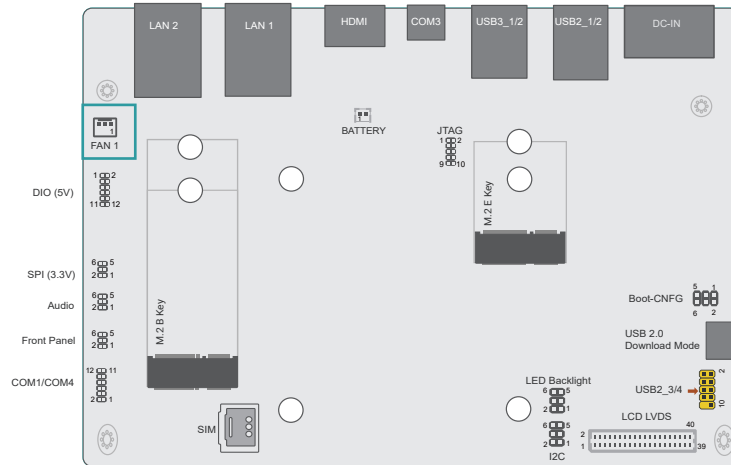 LAN 2
LAN 1
HDMI
COM3
USB3_1/2
USB2_1/2
DC-IN
1
FAN 1
1
BATTERY
JTAG
1 2
9 10
DIO (5V)
1 2
11 12
M.2 E Key
SPI (3.3V)
6 5
2 1
Audio
6 5
2 1
M.2 B Key
Front Panel
6 5
2 1
COM1/COM4
12 11
2 1
Boot-CNFG
5 1
6 2
USB 2.0
Download Mode
USB2_3/4
2
10
LED Backlight
6 5
2 1
SIM
6 5
2 1
I2C
LCD LVDS
2 40
1 39